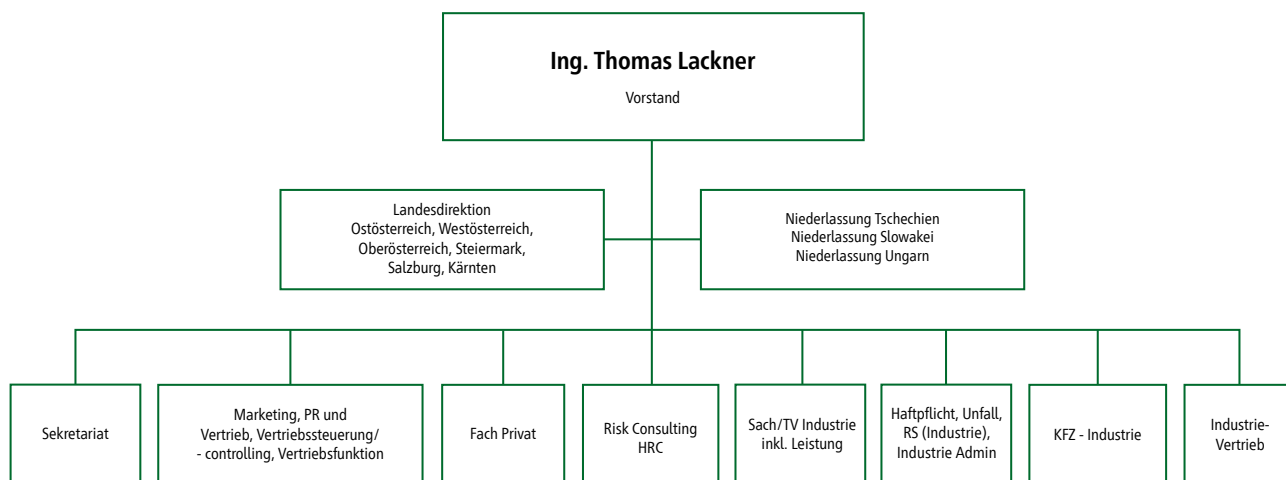 Ing. Thomas Lackner
Vorstand
Landesdirektion
Ostösterreich, Westösterreich,
Oberösterreich, Steiermark,
Salzburg, Kärnten
Niederlassung Tschechien
Niederlassung Slowakei
Niederlassung Ungarn
Sekretariat
Marketing, PR und
Vertrieb, Vertriebssteuerung/
- controlling, Vertriebsfunktion
Fach Privat
Risk Consulting
HRC
Sach/TV Industrie
inkl. Leistung
Haftpflicht, Unfall,
RS (Industrie),
Industrie Admin
KFZ - Industrie
Industrie-
Vertrieb